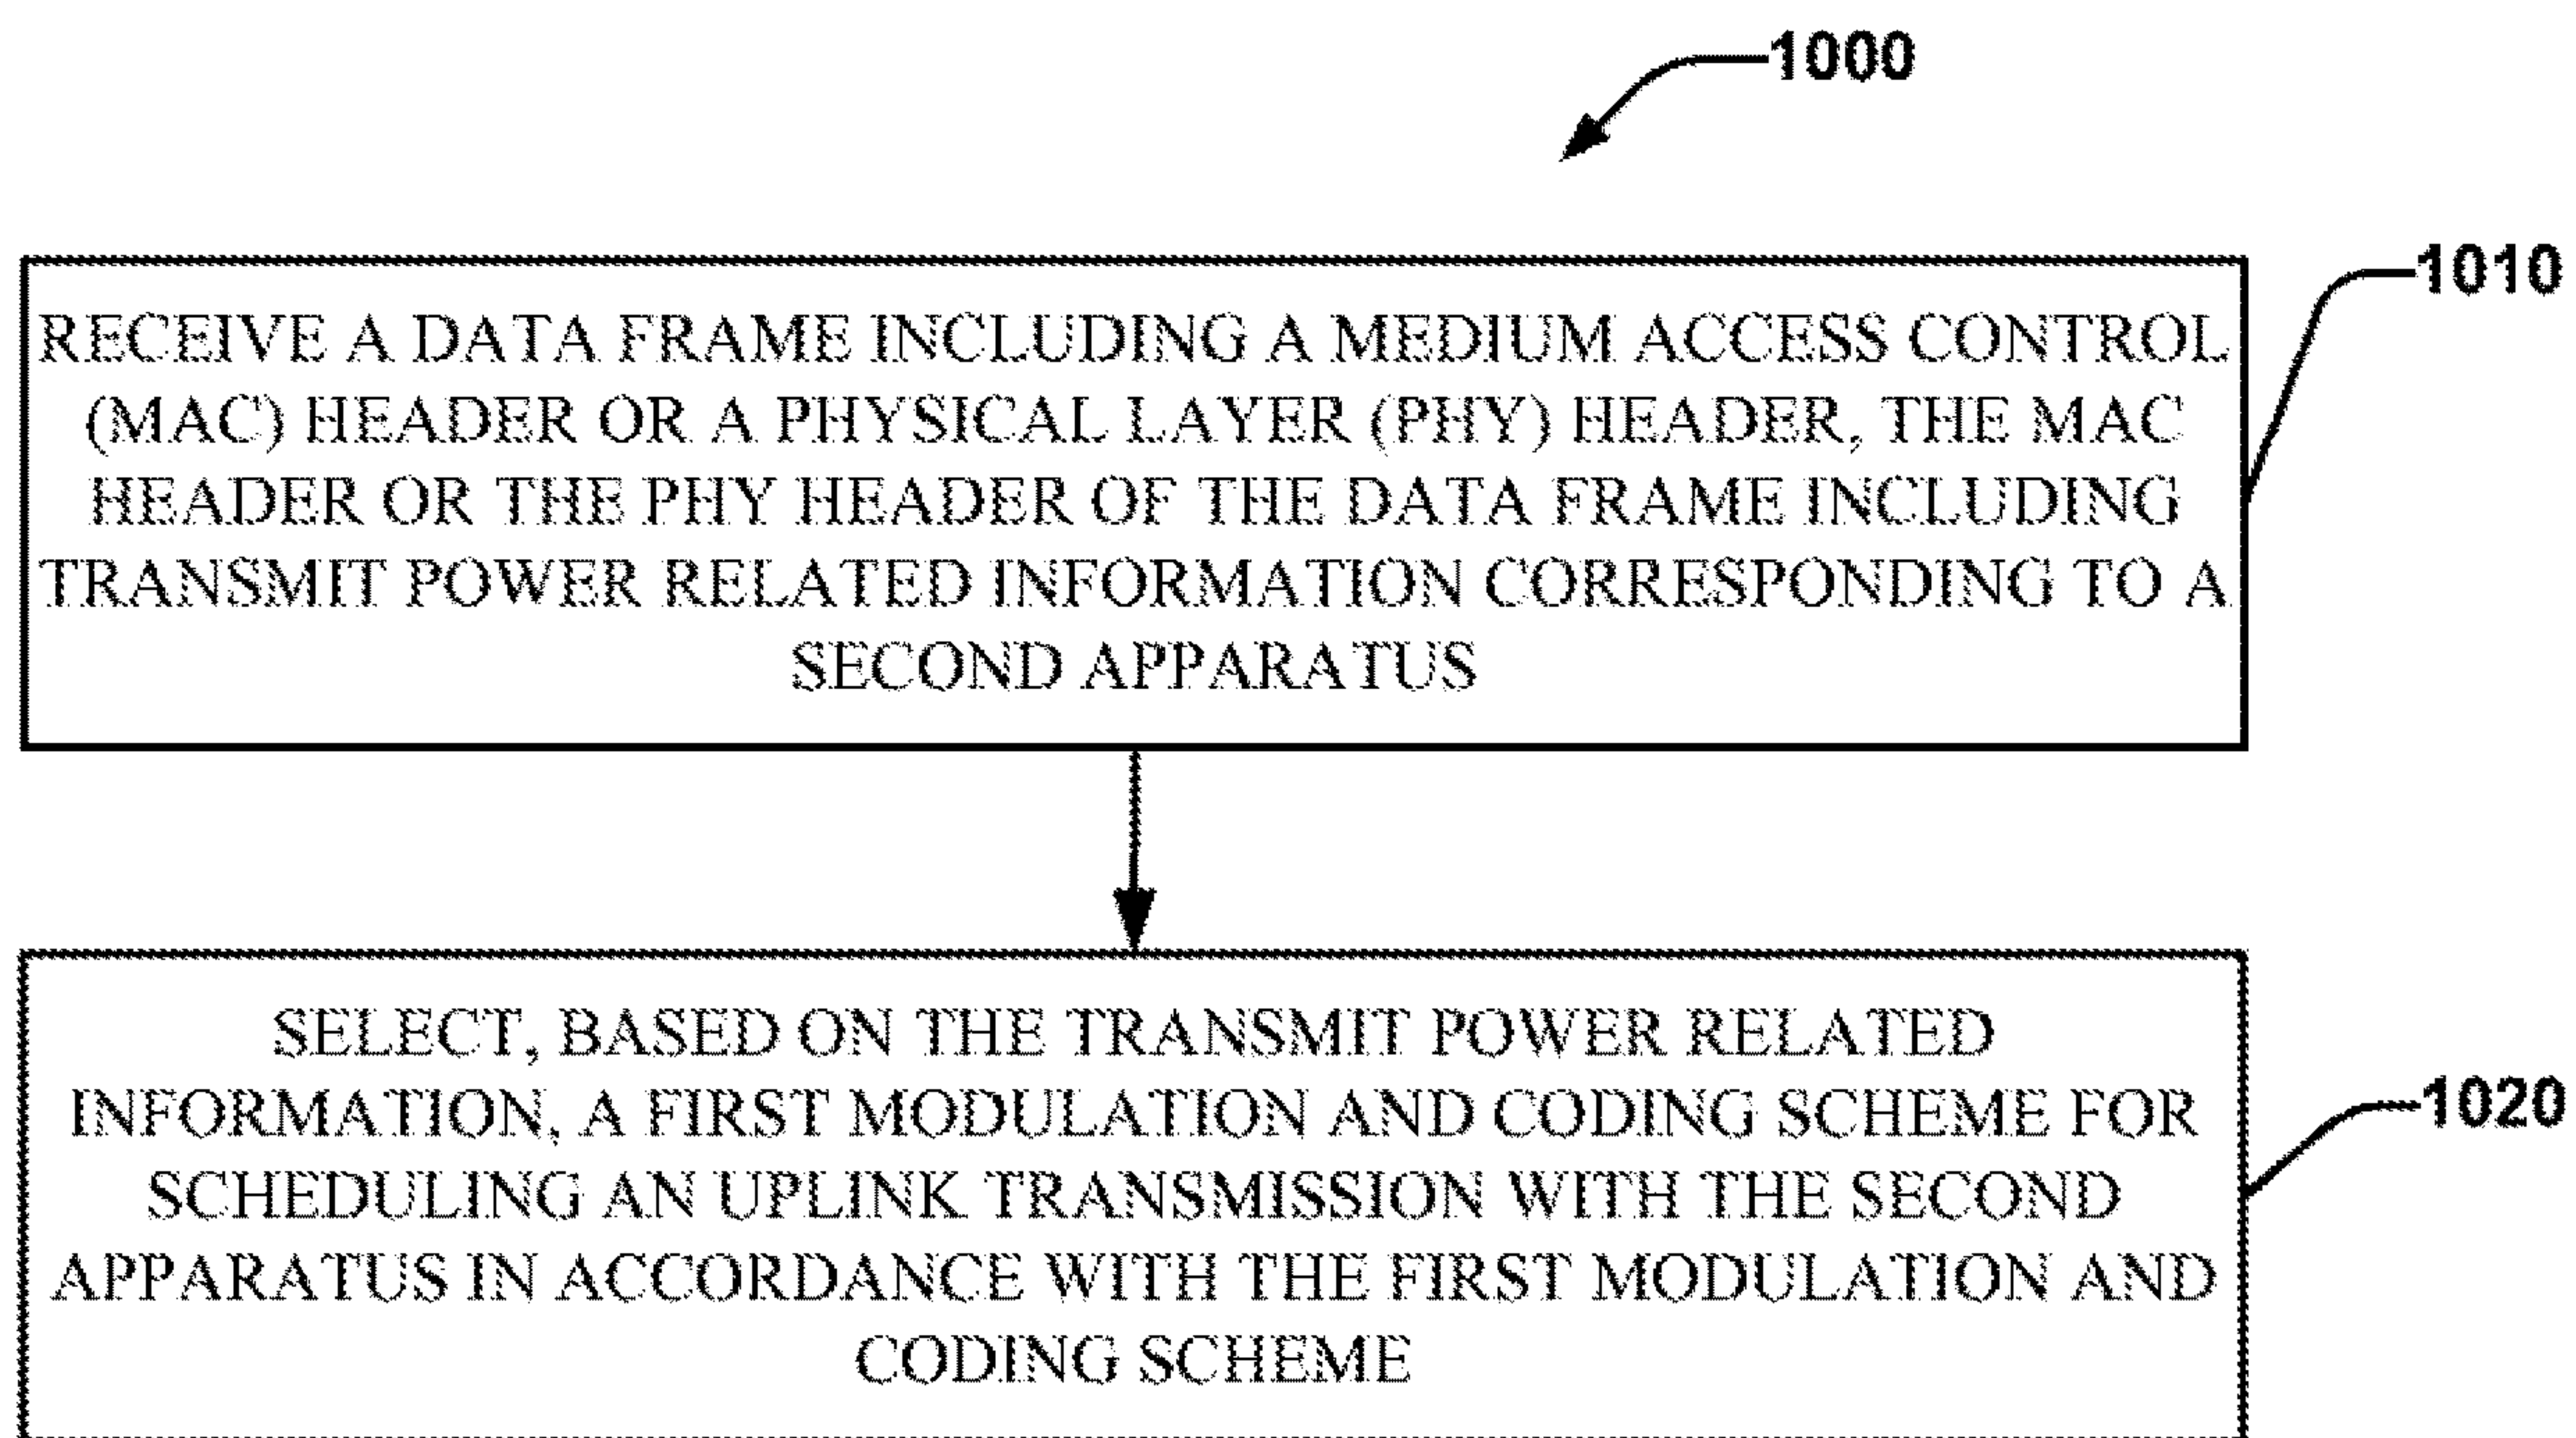 1000
1010
RECEIVE A DATA FRAME INCLUDING A MEDIUM ACCESS CONTROL
(MAC) HEADER OR A PHYSICAL LAYER (PHY) HEADER, THE MAC
HEADER OR THE PHY HEADER OF THE DATA FRAME INCLUDING
TRANSMIT POWER RELATED INFORMATION CORRESPONDING TO A
SECOND APPARATUS
SELECT, BASED ON THE TRANSMIT POWER RELATED
INFORMATION, A FIRST MODULATION AND CODING SCHEME FOR
1020
SCHEDULING AN UPLINK TRANSMISSION WITH THE SECOND
APPARATUS IN ACCORDANCE WITH THE FIRST MODULATION AND
CODING SCHEME